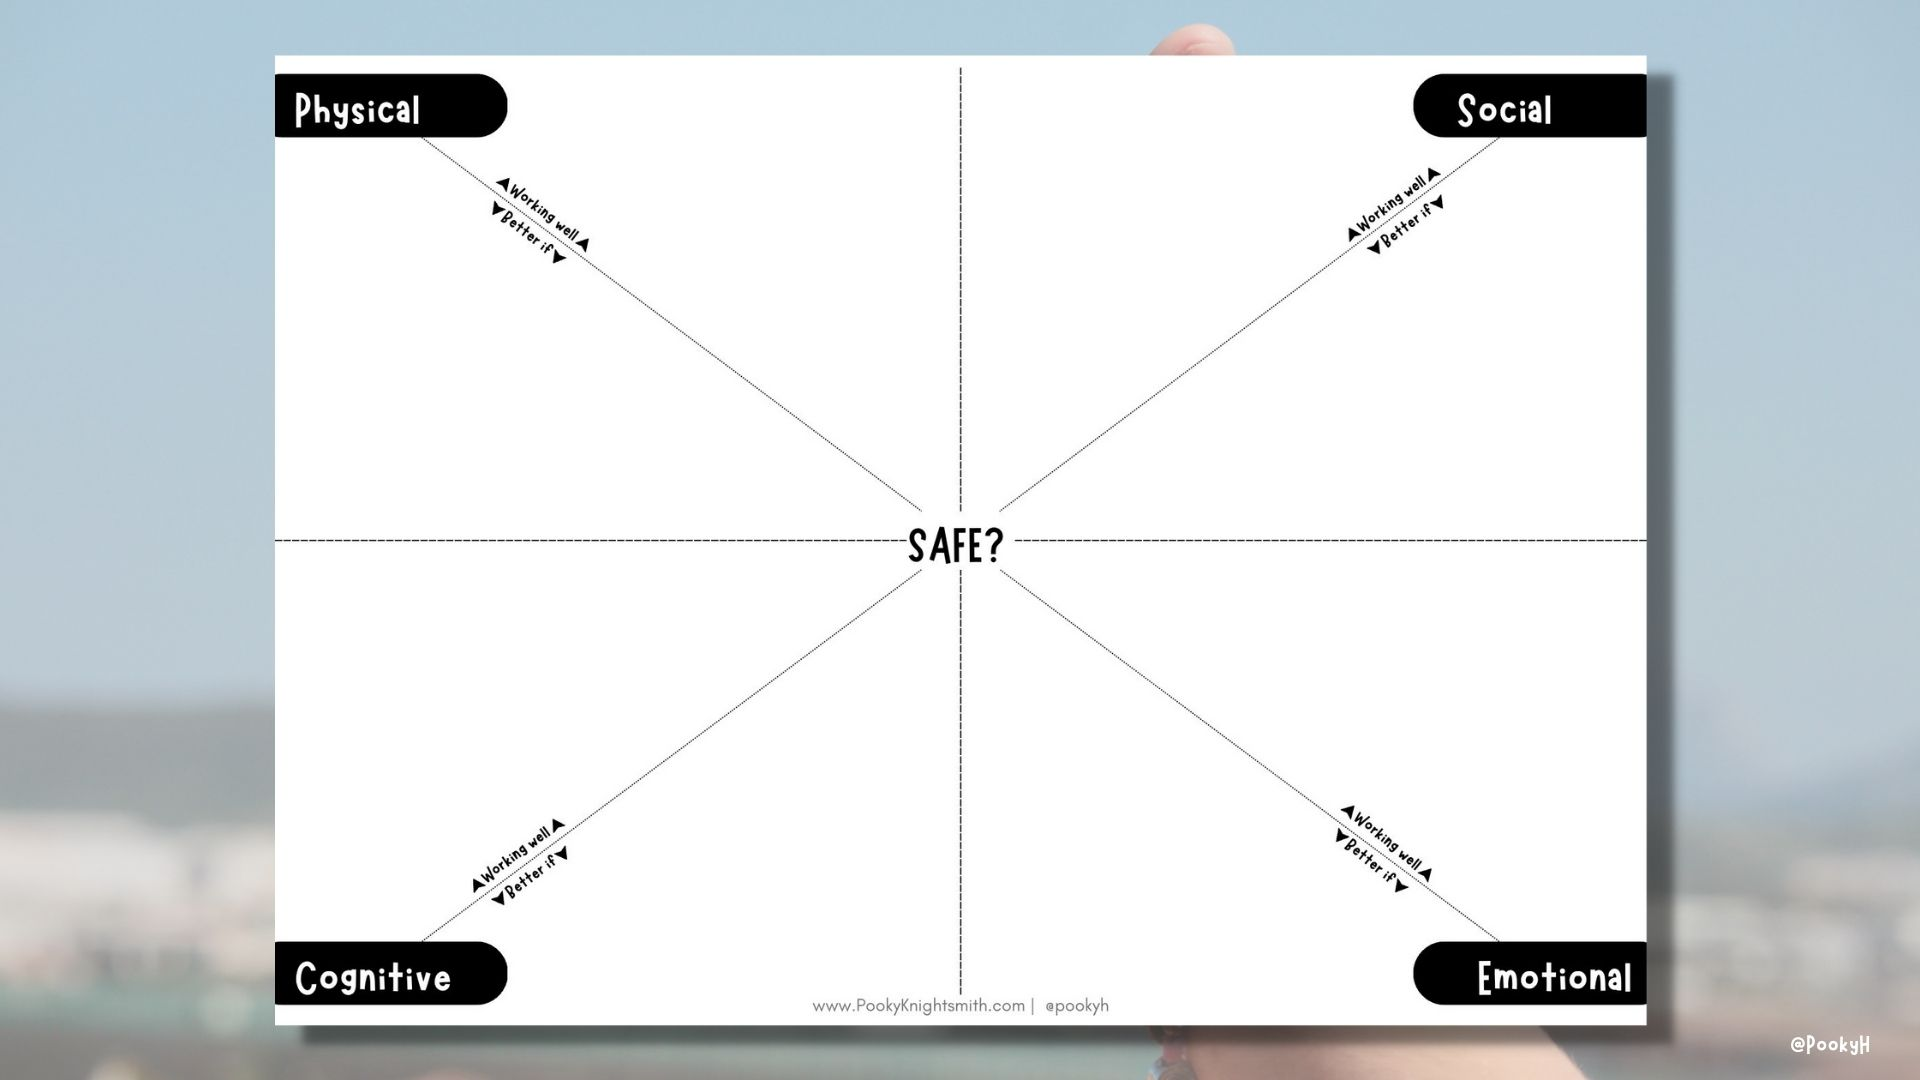 Physical
Social
Working well
Better if
Working well
Better if
SAFE?
Working well
Better if
Working well
Better if
Cognitive
Emotional
www.PookyKnightsmith.com | @pookyh
@PookyH